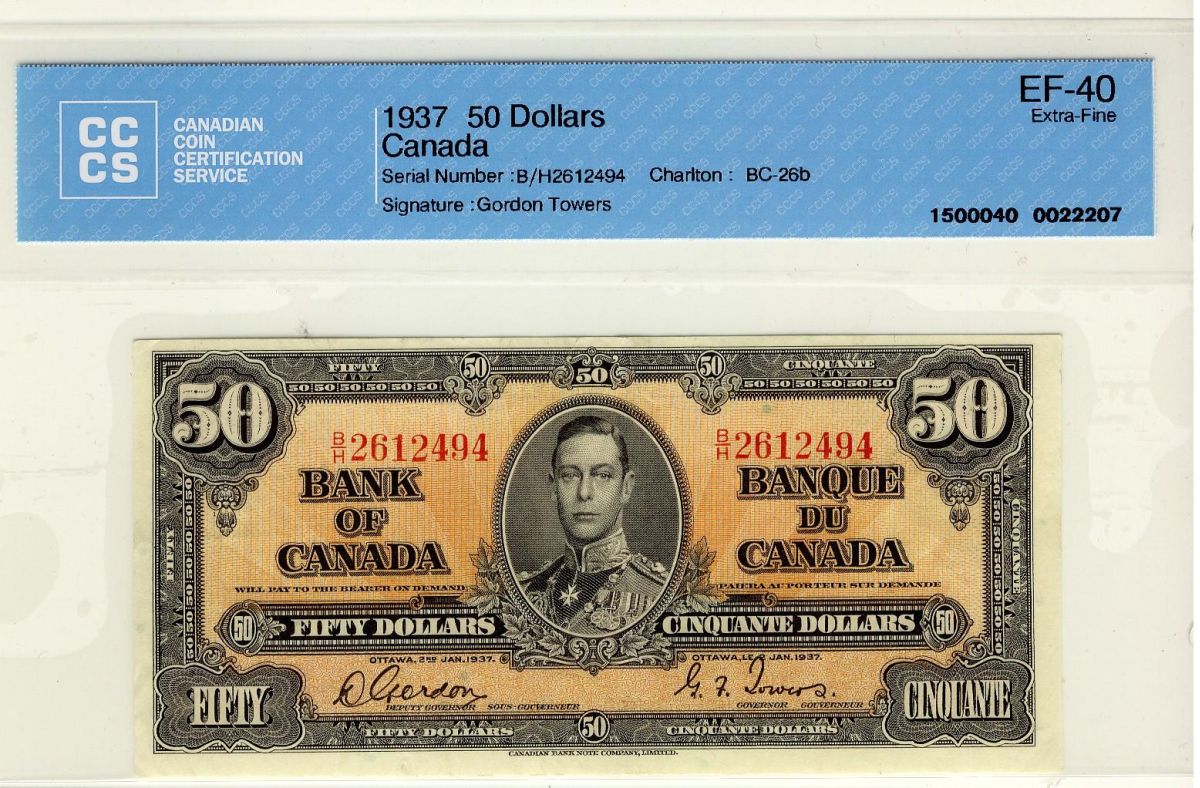 CC
CS
CANADIAN
COIN
CERTIFICATION
SERVICE
1937 50 Dollars
Canada
Serial Number :B/H2612494 Charlton : BC-26b
Signature :Gordon Towers
EF-40
Extra-Fine
1500040 0022207
FIFTY 50 50 50 CINQUANTE
50 50 50 50 50 50 50 50 50 50 50 50
50 50
B/H 2612494 B/H 2612494
BANK BANQUE
OF DU
CANADA CANADA
FIFTY CINQUANTE
WILL PAY TO THE BEARER ON DEMAND PAIERA AU PORTEUR SUR DEMANDE
50 FIFTY DOLLARS CINQUANTE DOLLARS 50
OTTAWA, 2ND JAN. 1937. OTTAWA, LE 2 JAN. 1937.
D Gordon G. F. Towers.
DEPUTY GOVERNOR SOUS-GOUVERNEUR GOVERNOR GOUVERNEUR
FIFTY CINQUANTE
FIFTY DOLLARS 50 CINQUANTE DOLLARS
CANADIAN BANK NOTE COMPANY, LIMITED.